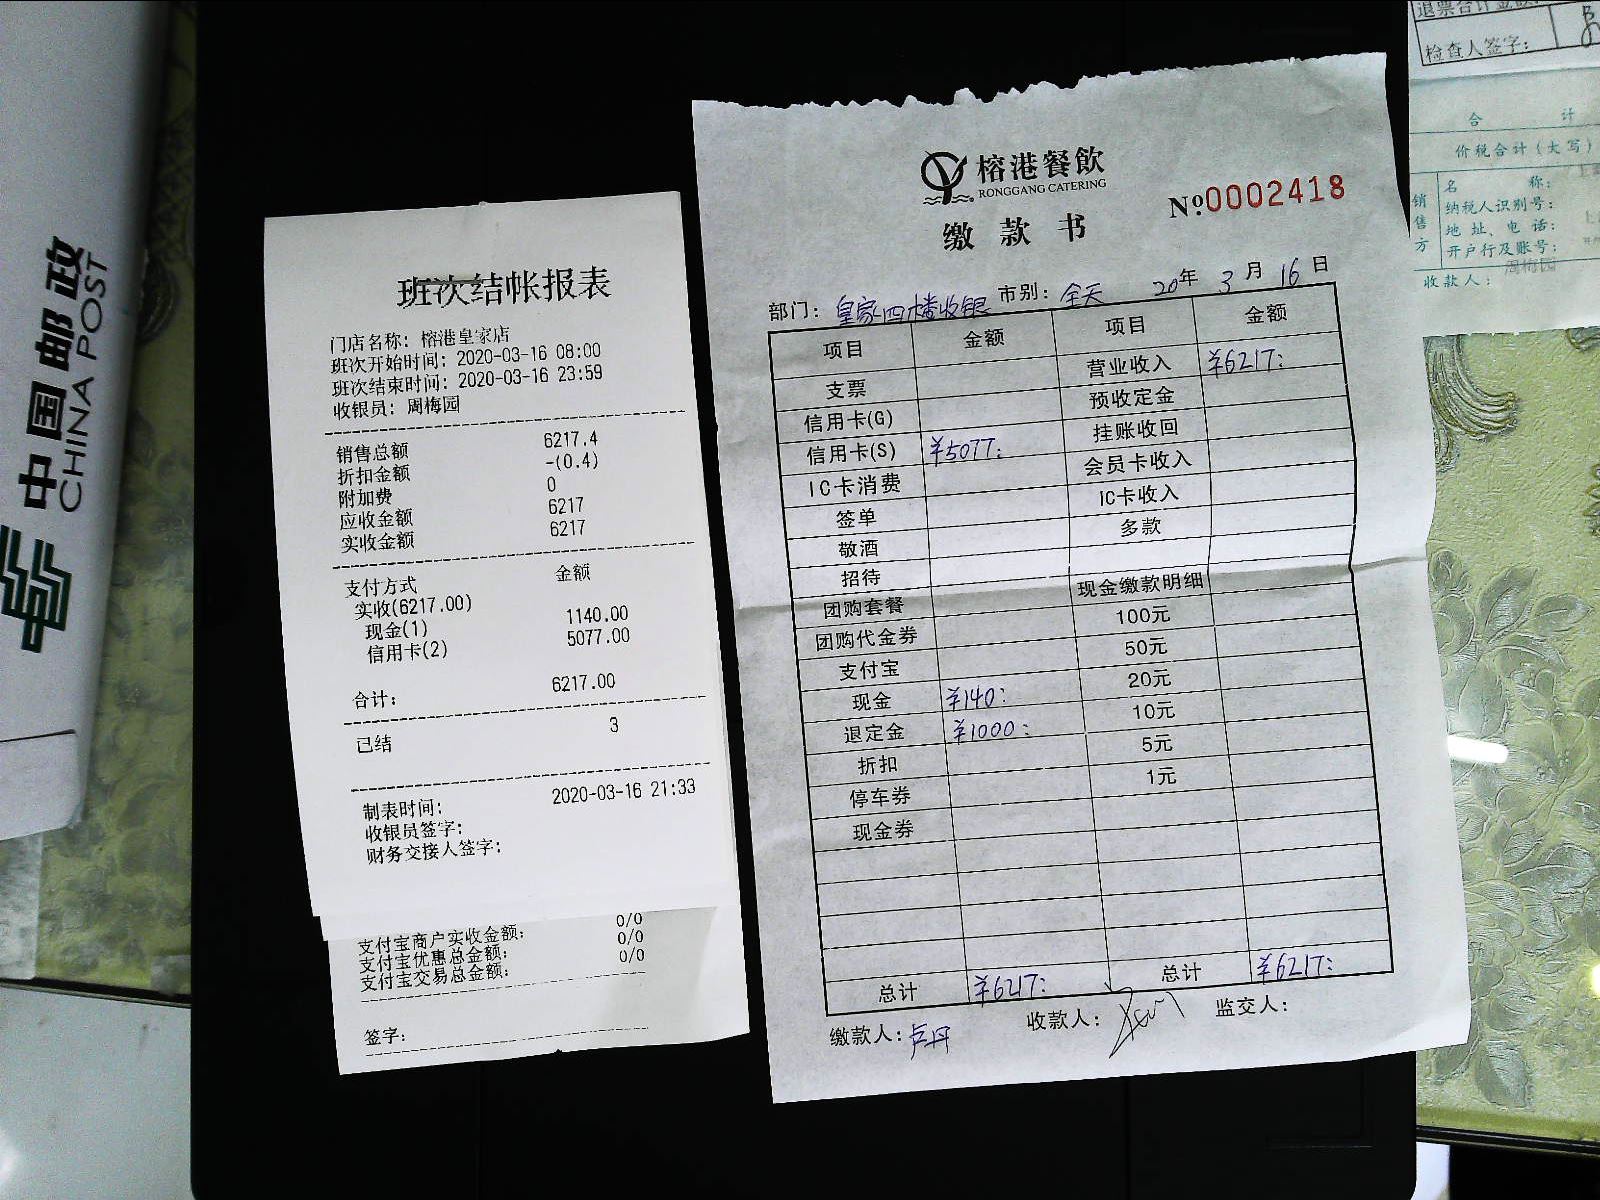 中国邮政
CHINA POST
班次结帐报表
门店名称: 榕港皇家店
班次开始时间: 2020-03-16 08:00
班次结束时间: 2020-03-16 23:59
收银员: 周梅园
销售总额 6217.4
折扣金额 -(0.4)
附加费 0
应收金额 6217
实收金额 6217
支付方式 金额
实收(6217.00)
现金(1) 1140.00
信用卡(2) 5077.00
合计: 6217.00
已结 3
制表时间: 2020-03-16 21:33
收银员签字:
财务交接人签字:
0/0
支付宝商户实收金额: 0/0
支付宝优惠总金额: 0/0
支付宝交易总金额:
签字:
榕港餐飲
RONGGANG CATERING
缴款书
№0002418
部门: 皇家四楼收银 市别: 全天 20年 3月 16日
项目 金额 项目 金额
支票 营业收入 ¥6217:
信用卡(G) 预收定金
信用卡(S) ¥5077: 挂账收回
IC卡消费 会员卡收入
签单 IC卡收入
敬酒 多款
招待
团购套餐 现金缴款明细
团购代金券 100元
支付宝 50元
现金 ¥140: 20元
退定金 ¥1000: 10元
折扣 5元
停车券 1元
现金券
总计 ¥6217: 总计 ¥6217:
缴款人: 卢丹 收款人: 监交人:
退票合计金额:
检查人签字:
合 计
价税合计(大写)
销售方
名 称:
纳税人识别号:
地 址、电 话:
开户行及账号:
收款人: 周梅园